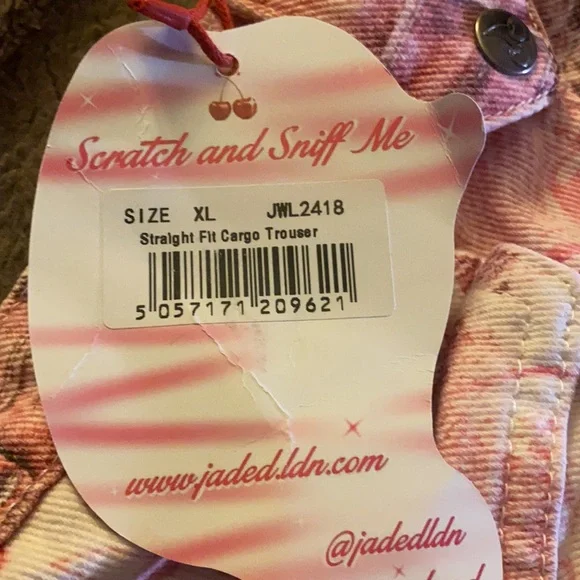 Scratch and Sniff Me
SIZE XL JWL2418
Straight Fit Cargo Trouser
5 057171 209621
www.jaded.ldn.com
@jadedldn